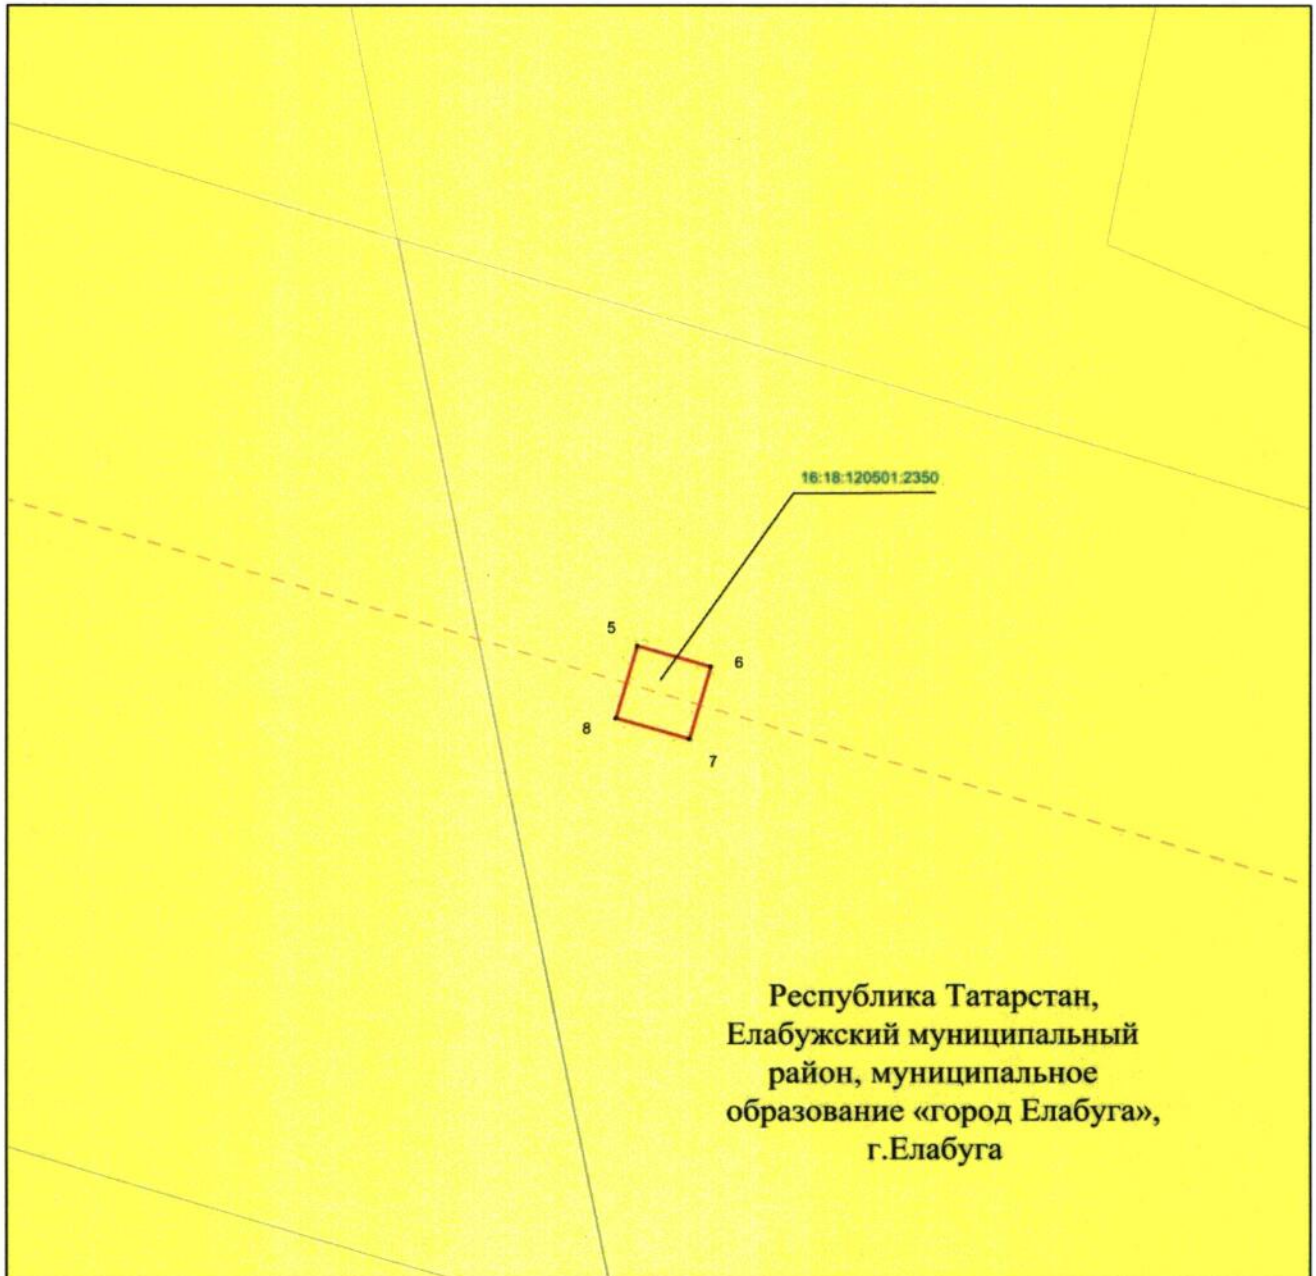 16:18:120501:2350
5
6
8
7
Республика Татарстан,
Елабужский муниципальный
район, муниципальное
образование «город Елабуга»,
г.Елабуга